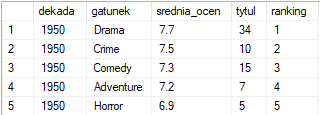 dekada gatunek srednia_ocen tytul ranking
1 1950 Drama 7.7 34 1
2 1950 Crime 7.5 10 2
3 1950 Comedy 7.3 15 3
4 1950 Adventure 7.2 7 4
5 1950 Horror 6.9 5 5